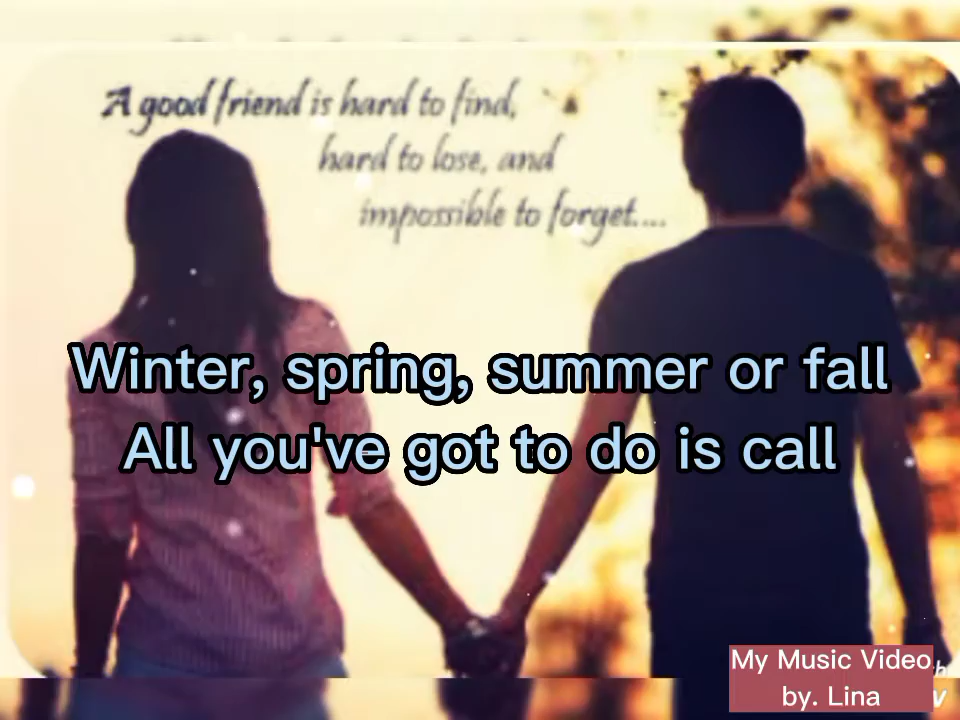 A good friend is hard to find,
hard to lose, and
impossible to forget....
Winter, spring, summer or fall
All you've got to do is call
My Music Video
by. Lina